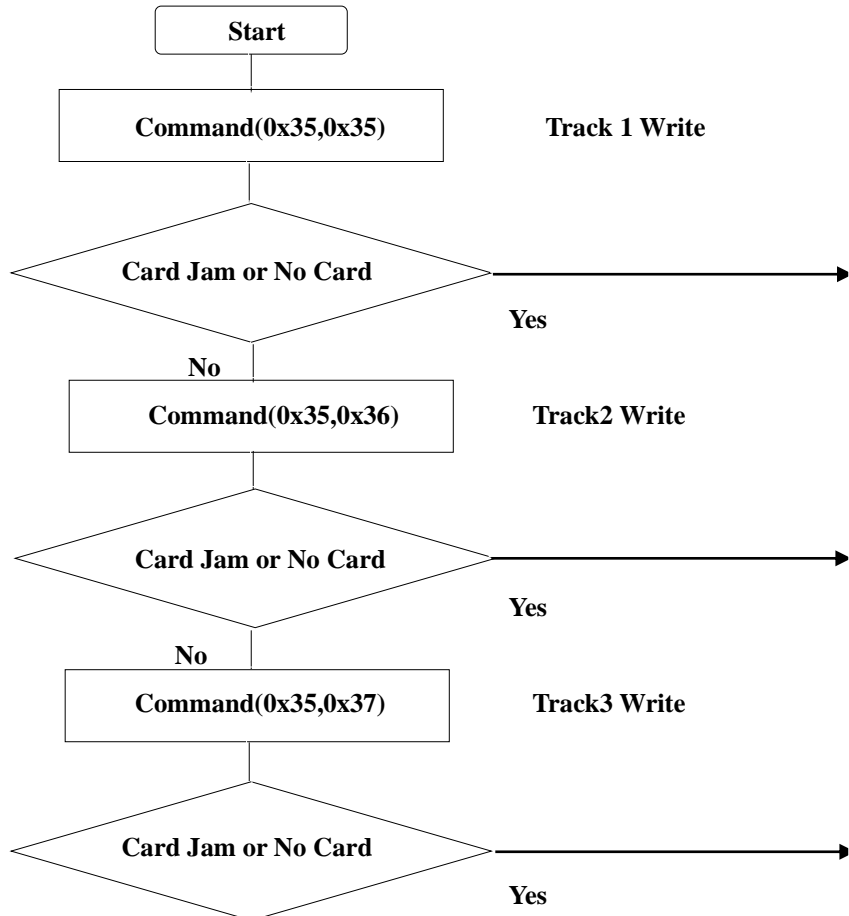 Start
Command(0x35,0x35)
Track 1 Write
Card Jam or No Card
Yes
No
Command(0x35,0x36)
Track2 Write
Card Jam or No Card
Yes
No
Command(0x35,0x37)
Track3 Write
Card Jam or No Card
Yes